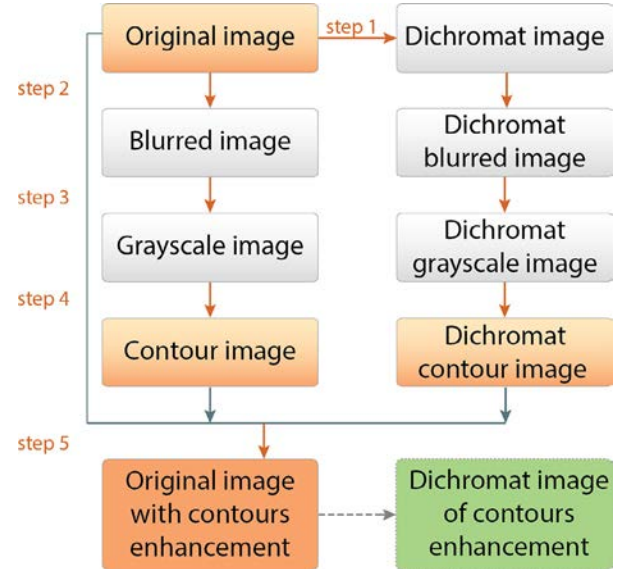 Original image
step 1
Dichromat image
step 2
Blurred image
Dichromat
blurred image
step 3
Grayscale image
Dichromat
grayscale image
step 4
Contour image
Dichromat
contour image
step 5
Original image
with contours
enhancement
Dichromat image
of contours
enhancement